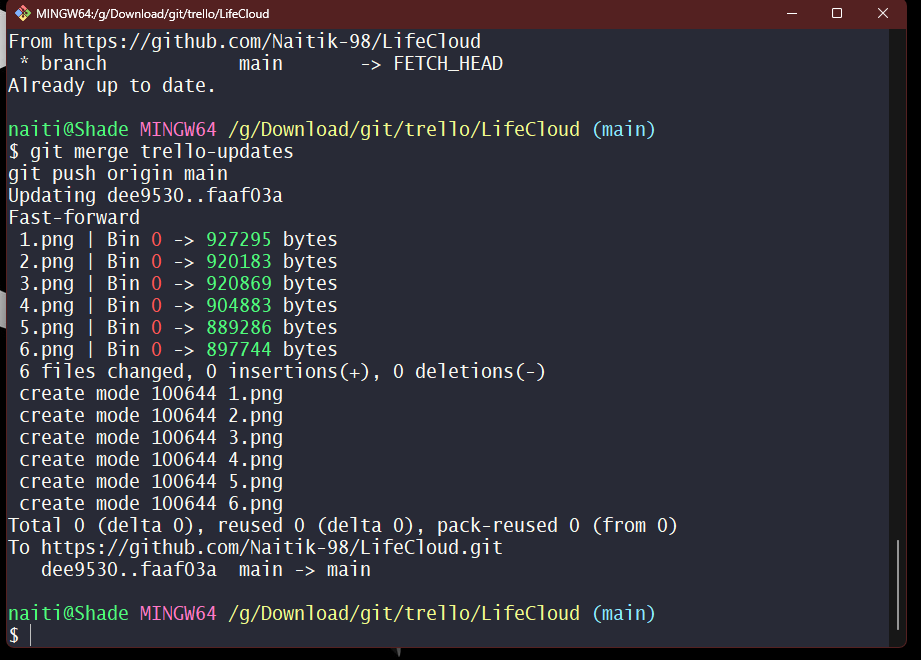 MINGW64:/g/Download/git/trello/LifeCloud
From https://github.com/Naitik-98/LifeCloud
 * branch            main       -> FETCH_HEAD
Already up to date.
naiti@Shade MINGW64 /g/Download/git/trello/LifeCloud (main)
$ git merge trello-updates
git push origin main
Updating dee9530..faaf03a
Fast-forward
 1.png | Bin 0 -> 927295 bytes
 2.png | Bin 0 -> 920183 bytes
 3.png | Bin 0 -> 920869 bytes
 4.png | Bin 0 -> 904883 bytes
 5.png | Bin 0 -> 889286 bytes
 6.png | Bin 0 -> 897744 bytes
 6 files changed, 0 insertions(+), 0 deletions(-)
 create mode 100644 1.png
 create mode 100644 2.png
 create mode 100644 3.png
 create mode 100644 4.png
 create mode 100644 5.png
 create mode 100644 6.png
Total 0 (delta 0), reused 0 (delta 0), pack-reused 0 (from 0)
To https://github.com/Naitik-98/LifeCloud.git
   dee9530..faaf03a  main -> main
naiti@Shade MINGW64 /g/Download/git/trello/LifeCloud (main)
$